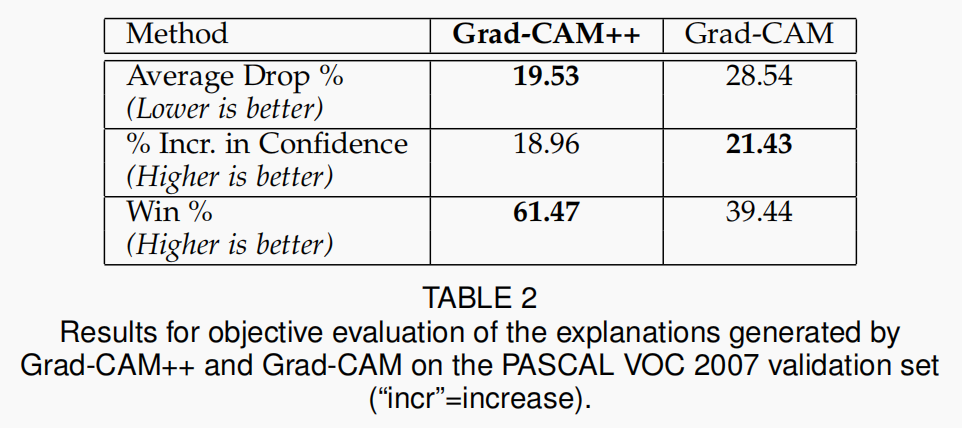 Method Grad-CAM++ Grad-CAM
Average Drop % 19.53 28.54
(Lower is better)
% Incr. in Confidence 18.96 21.43
(Higher is better)
Win % 61.47 39.44
(Higher is better)
TABLE 2
Results for objective evaluation of the explanations generated by
Grad-CAM++ and Grad-CAM on the PASCAL VOC 2007 validation set
(“incr”=increase).